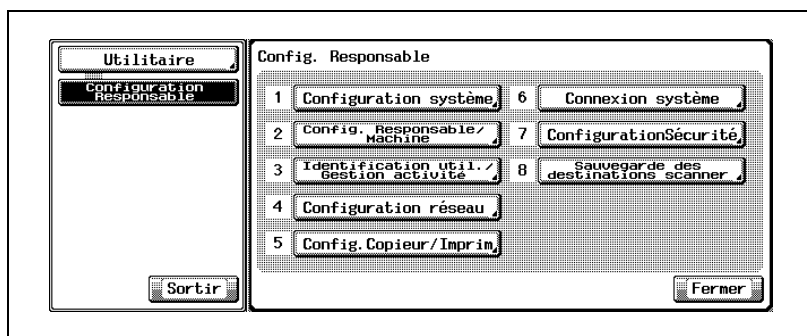 Utilitaire
Configuration
Responsable
Sortir
Config. Responsable
1 Configuration système
2 Config. Responsable/
Machine
3 Identification util./
Gestion activité
4 Configuration réseau
5 Config.Copieur/Imprim
6 Connexion système
7 ConfigurationSécurité
8 Sauvegarde des
destinations scanner
Fermer